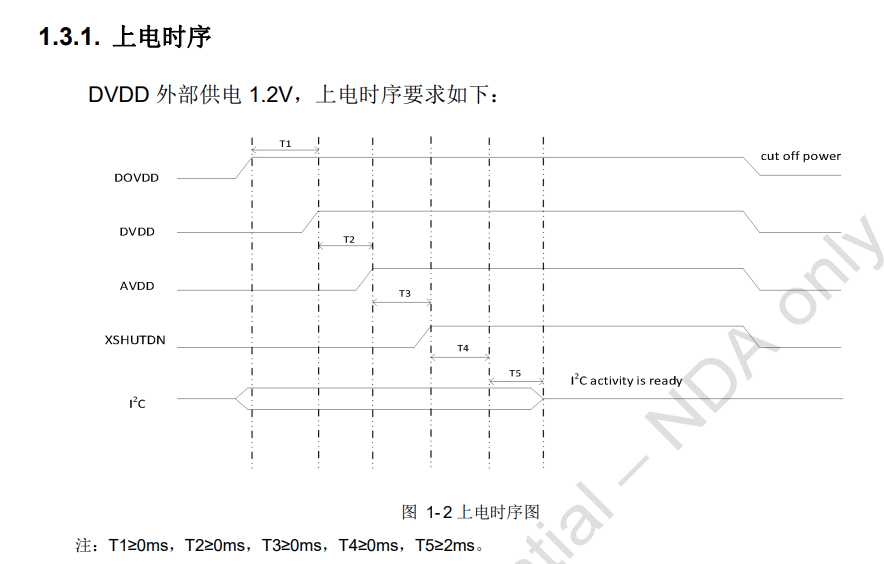 1.3.1. 上电时序
DVDD 外部供电 1.2V，上电时序要求如下：
T1
cut off power
DOVDD
DVDD
T2
AVDD
T3
XSHUTDN
T4
T5
I²C activity is ready
I²C
图 1-2 上电时序图
注：T1≥0ms，T2≥0ms，T3≥0ms，T4≥0ms，T5≥2ms。
tial – NDA only